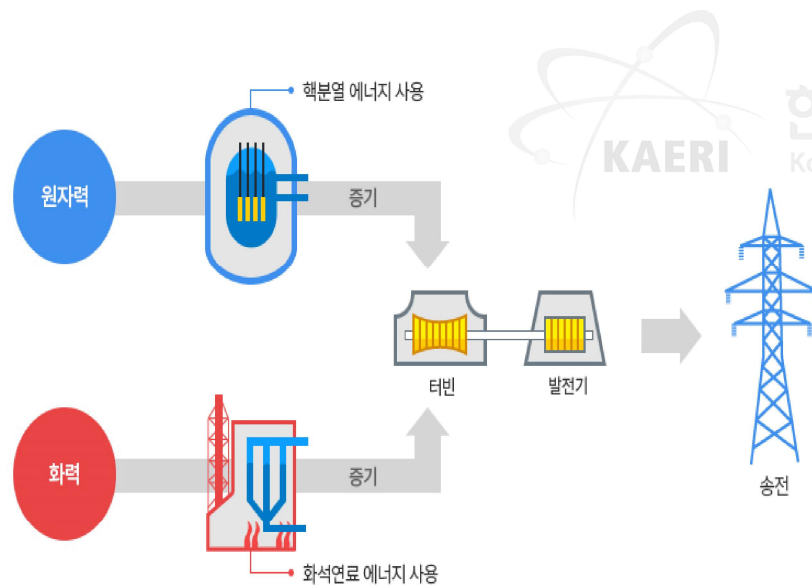 핵분열 에너지 사용
KAERI
원자력
증기
터빈
발전기
화력
증기
송전
화석연료 에너지 사용